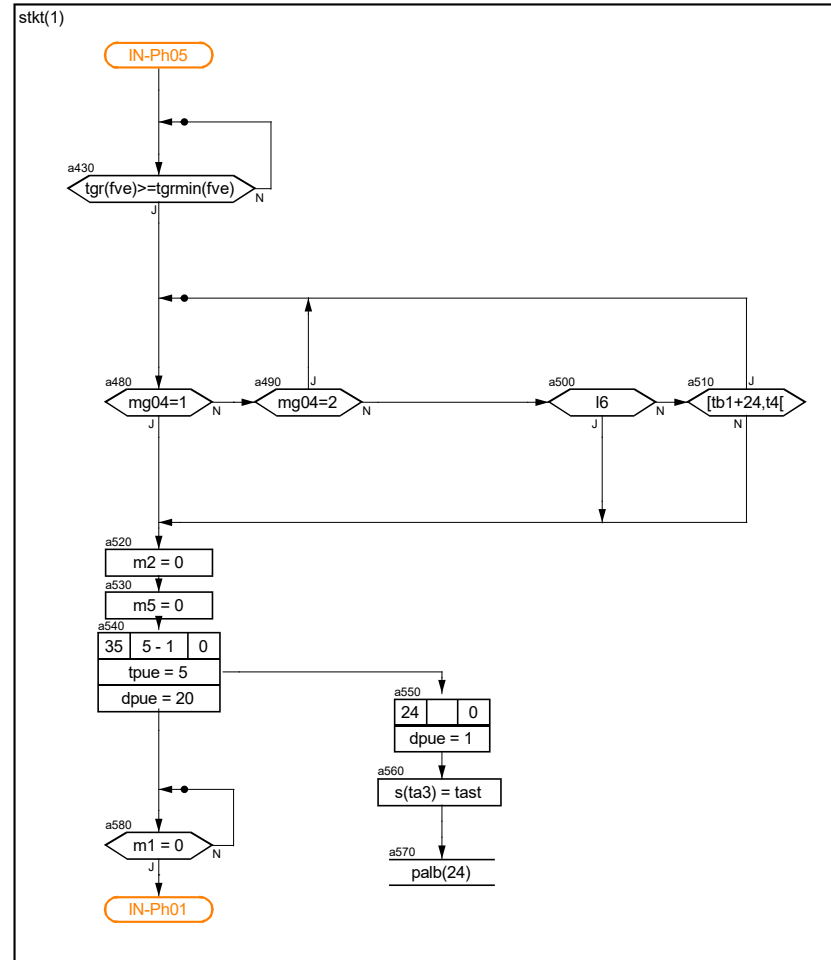 stkt(1)
IN-Ph05
a430
tgr(fve)>=tgrmin(fve)
N
J
a480
mg04=1
N
J
a490
J
mg04=2
N
a500
l6
N
J
a510
J
[tb1+24,t4[
N
a520
m2 = 0
a530
m5 = 0
a540
35 5 - 1 0
tpue = 5
dpue = 20
a550
24 0
dpue = 1
a560
s(ta3) = tast
a570
palb(24)
a580
m1 = 0
N
J
IN-Ph01